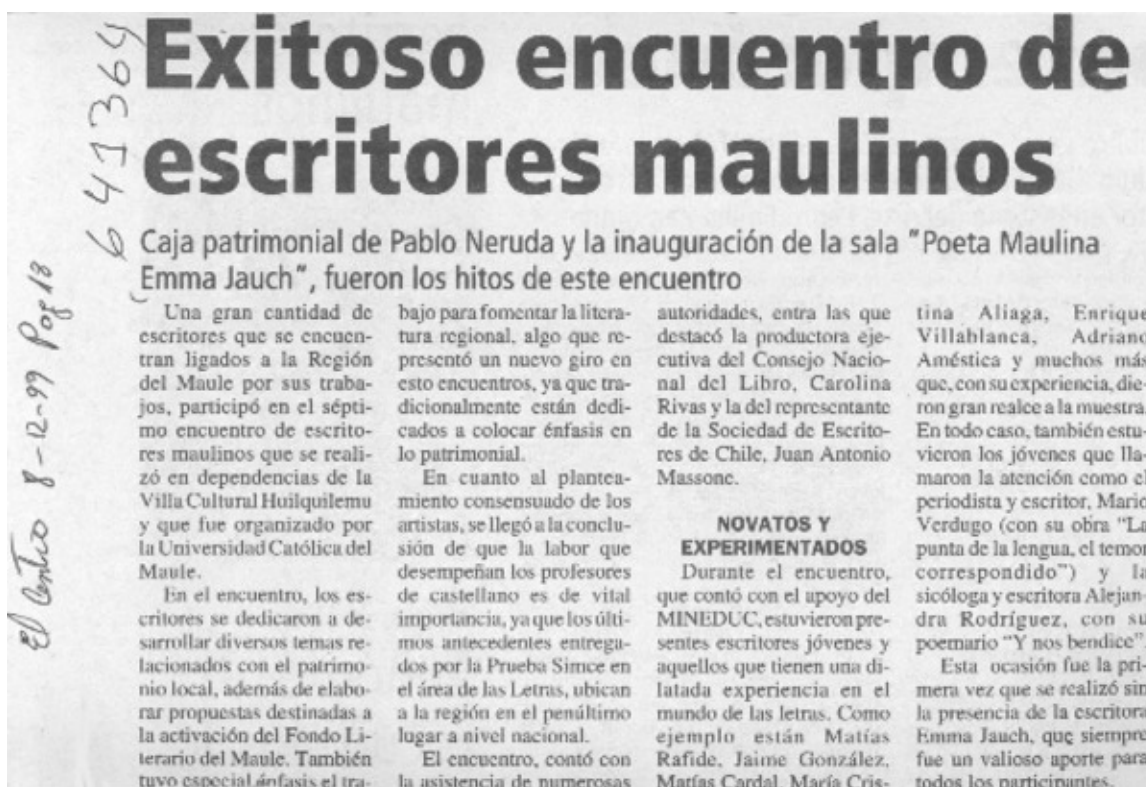 641364
El Centro 8-12-99 Pag 18
Exitoso encuentro de
escritores maulinos
Caja patrimonial de Pablo Neruda y la inauguración de la sala "Poeta Maulina
Emma Jauch", fueron los hitos de este encuentro
Una gran cantidad de
escritores que se encuen-
tran ligados a la Región
del Maule por sus traba-
jos, participó en el sépti-
mo encuentro de escrito-
res maulinos que se reali-
zó en dependencias de la
Villa Cultural Huilquilemu
y que fue organizado por
la Universidad Católica del
Maule.
En el encuentro, los es-
critores se dedicaron a de-
sarrollar diversos temas re-
lacionados con el patrimo-
nio local, además de elabo-
rar propuestas destinadas a
la activación del Fondo Li-
terario del Maule. También
tuvo especial énfasis el tra-
bajo para fomentar la litera-
tura regional, algo que re-
presentó un nuevo giro en
esto encuentros, ya que tra-
dicionalmente están dedi-
cados a colocar énfasis en
lo patrimonial.
En cuanto al plantea-
miento consensuado de los
artistas, se llegó a la conclu-
sión de que la labor que
desempeñan los profesores
de castellano es de vital
importancia, ya que los últi-
mos antecedentes entrega-
dos por la Prueba Simce en
el área de las Letras, ubican
a la región en el penúltimo
lugar a nivel nacional.
El encuentro, contó con
la asistencia de numerosas
autoridades, entra las que
destacó la productora eje-
cutiva del Consejo Nacio-
nal del Libro, Carolina
Rivas y la del representante
de la Sociedad de Escrito-
res de Chile, Juan Antonio
Massone.
NOVATOS Y
EXPERIMENTADOS
Durante el encuentro,
que contó con el apoyo del
MINEDUC, estuvieron pre-
sentes escritores jóvenes y
aquellos que tienen una di-
latada experiencia en el
mundo de las letras. Como
ejemplo están Matías
Rafide, Jaime González,
Matías Cardal, María Cris-
tina Aliaga, Enrique
Villablanca, Adriano
Améstica y muchos más
que, con su experiencia, die-
ron gran realce a la muestra.
En todo caso, también estu-
vieron los jóvenes que lla-
maron la atención como el
periodista y escritor, Mario
Verdugo (con su obra "La
punta de la lengua, el temor
correspondido") y la
sicóloga y escritora Alejan-
dra Rodríguez, con su
poemario "Y nos bendice".
Esta ocasión fue la pri-
mera vez que se realizó sin
la presencia de la escritora
Emma Jauch, que siempre
fue un valioso aporte para
todos los participantes.